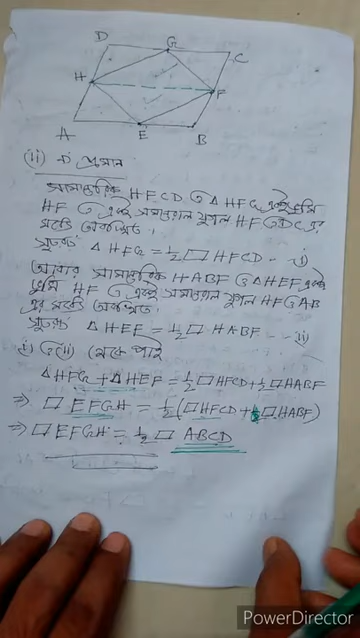 D G C
H F
A E B
(ii) এর প্রমান
সামান্তরিক HFCD ও Δ HFG একই ভূমি
HF ও একই সমান্তরাল যুগল HF ও DC এর
মধ্যে অবস্থিত।
সুতরাং Δ HFG = ½ □ HFCD - i)
আবার সামান্তরিক HABF ও Δ HEF একই
ভূমি HF ও একই সমান্তরাল যুগল HF ও AB
এর মধ্যে অবস্থিত।
সুতরাং Δ HEF = ½ □ HABF - - ii)
i) ও (ii) থেকে পাই
Δ HFG + Δ HEF = ½ □ HFCD + ½ □ HABF
⇒ □ EFGH = ½ (□ HFCD + □ HABF)
⇒ □ EFGH = ½ □ ABCD
PowerDirector